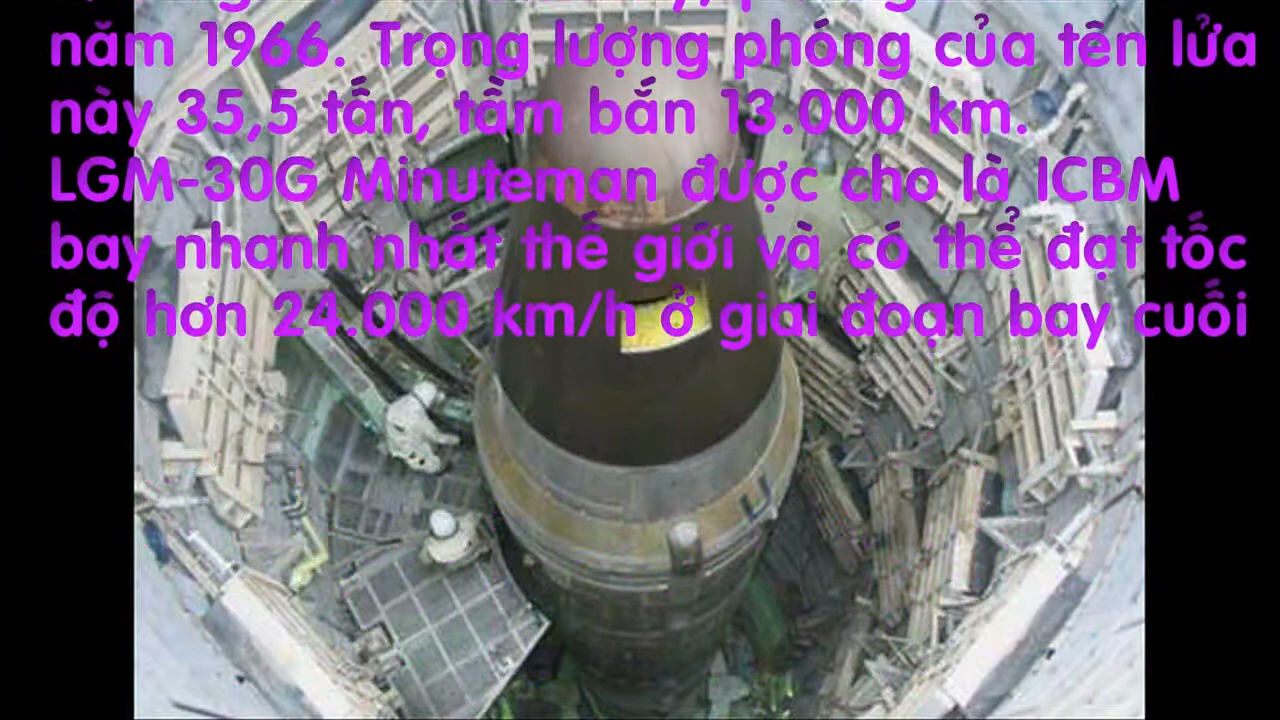 năm 1966. Trọng lượng phóng của tên lửa
này 35,5 tấn, tầm bắn 13.000 km.
LGM-30G Minuteman được cho là ICBM
bay nhanh nhất thế giới và có thể đạt tốc
độ hơn 24.000 km/h ở giai đoạn bay cuối